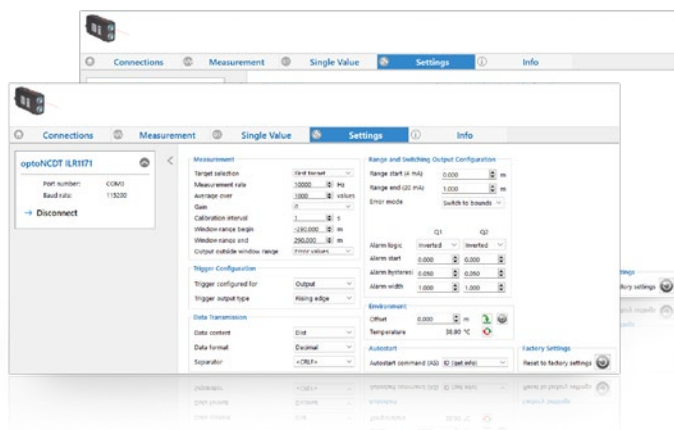 Connections Measurement Single Value Settings Info
Connections Measurement Single Value Settings Info
optoNCDT ILR1171
Port number: COM3
Baud rate: 115200
→ Disconnect
Measurement
Target selection First target
Measurement rate 10000 Hz
Average over 1000 values
Gain 0
Calibration interval 1 s
Window range begin -290,000 m
Window range end 290,000 m
Output outside window range Error values
Trigger Configuration
Trigger configured for Output
Trigger output type Rising edge
Data Transmission
Data content Dist
Data format Decimal
Separator <CRLF>
Range and Switching Output Configuration
Range start (4 mA) 0.000 m
Range end (20 mA) 1.000 m
Error mode Switch to bounds
Q1 Q2
Alarm logic Inverted Inverted
Alarm start 0.000 0.000
Alarm hysteresi 0.050 0.050
Alarm width 1.000 1.000
Environment
Offset 0,000 m
Temperature 38.80 °C
Autostart
Autostart command (AS) ID (get info)
Factory Settings
Reset to factory settings